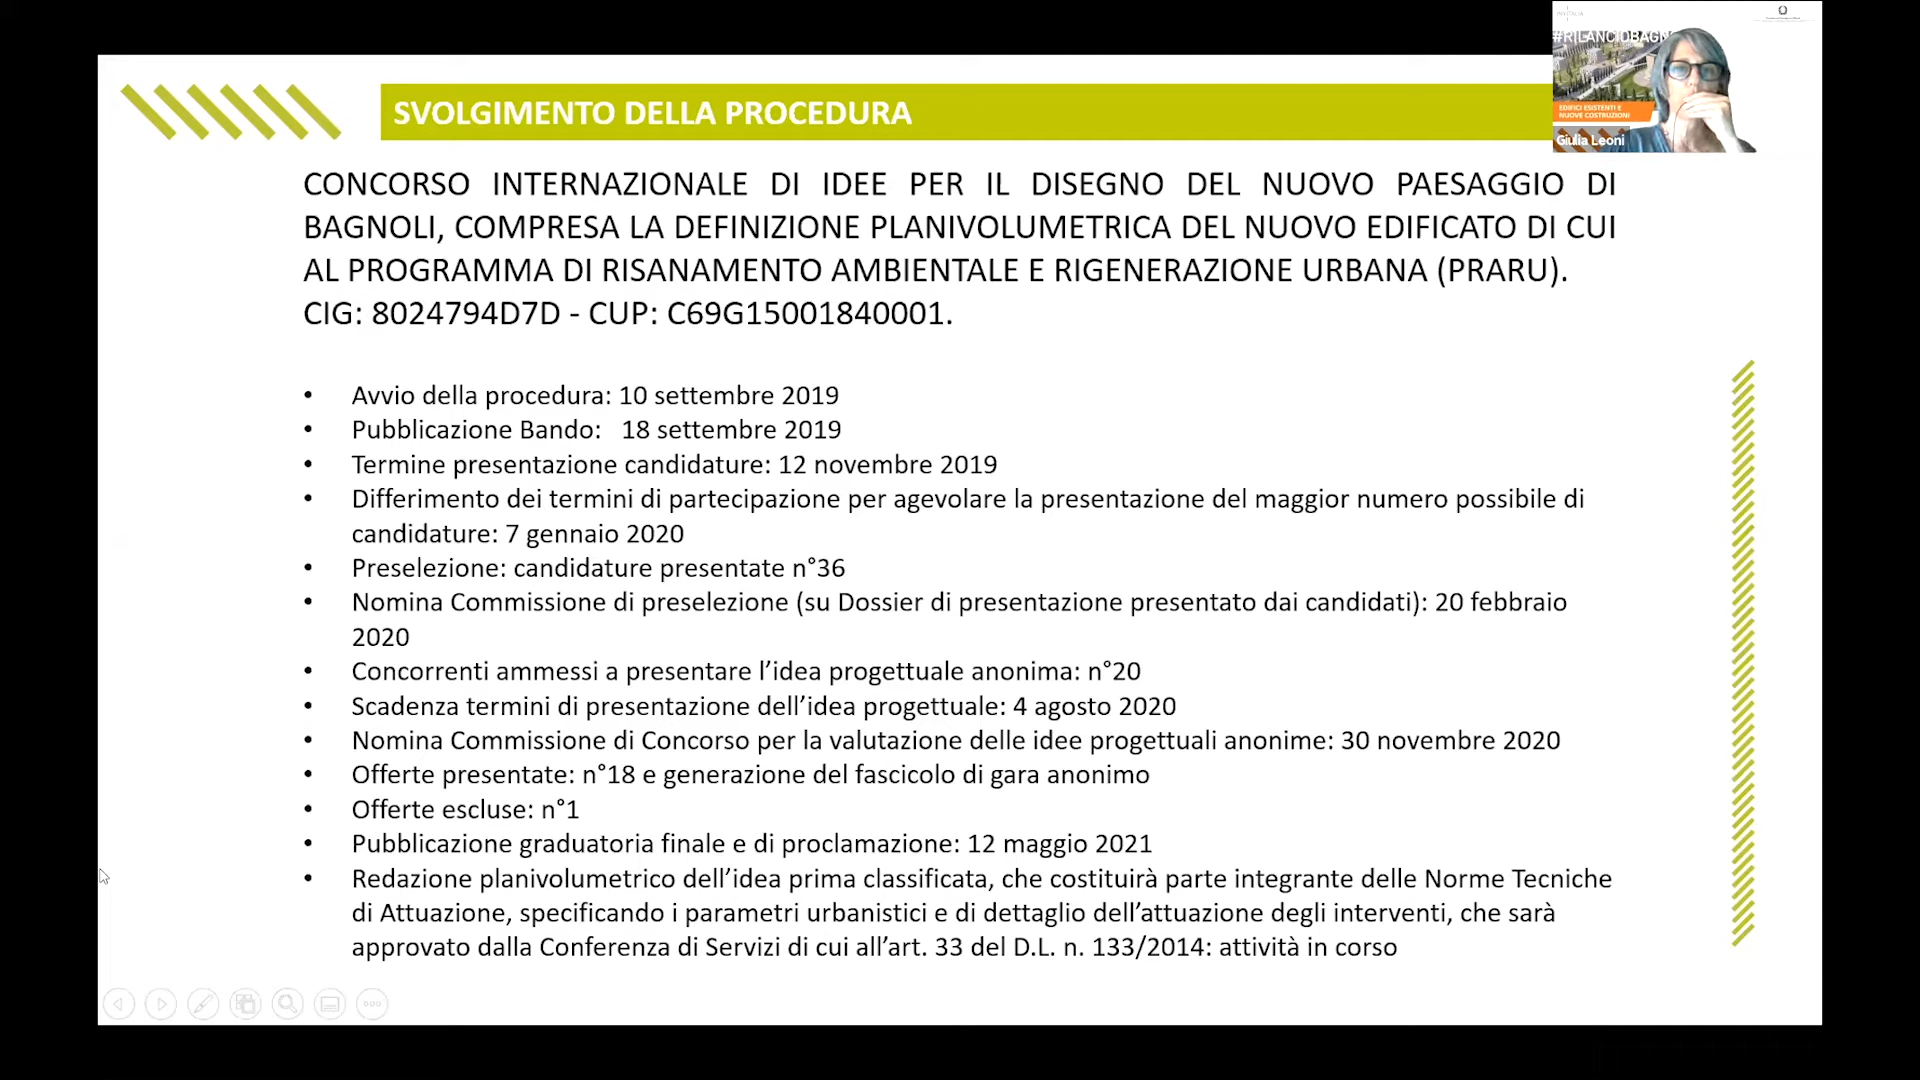 INVITALIA
#RILANCIOBAGN
EDIFICI ESISTENTI E
NUOVE COSTRUZIONI
Giulia Leoni
SVOLGIMENTO DELLA PROCEDURA
CONCORSO INTERNAZIONALE DI IDEE PER IL DISEGNO DEL NUOVO PAESAGGIO DI
BAGNOLI, COMPRESA LA DEFINIZIONE PLANIVOLUMETRICA DEL NUOVO EDIFICATO DI CUI
AL PROGRAMMA DI RISANAMENTO AMBIENTALE E RIGENERAZIONE URBANA (PRARU).
CIG: 8024794D7D - CUP: C69G15001840001.
• Avvio della procedura: 10 settembre 2019
• Pubblicazione Bando: 18 settembre 2019
• Termine presentazione candidature: 12 novembre 2019
• Differimento dei termini di partecipazione per agevolare la presentazione del maggior numero possibile di
candidature: 7 gennaio 2020
• Preselezione: candidature presentate n°36
• Nomina Commissione di preselezione (su Dossier di presentazione presentato dai candidati): 20 febbraio
2020
• Concorrenti ammessi a presentare l’idea progettuale anonima: n°20
• Scadenza termini di presentazione dell’idea progettuale: 4 agosto 2020
• Nomina Commissione di Concorso per la valutazione delle idee progettuali anonime: 30 novembre 2020
• Offerte presentate: n°18 e generazione del fascicolo di gara anonimo
• Offerte escluse: n°1
• Pubblicazione graduatoria finale e di proclamazione: 12 maggio 2021
• Redazione planivolumetrico dell’idea prima classificata, che costituirà parte integrante delle Norme Tecniche
di Attuazione, specificando i parametri urbanistici e di dettaglio dell’attuazione degli interventi, che sarà
approvato dalla Conferenza di Servizi di cui all’art. 33 del D.L. n. 133/2014: attività in corso